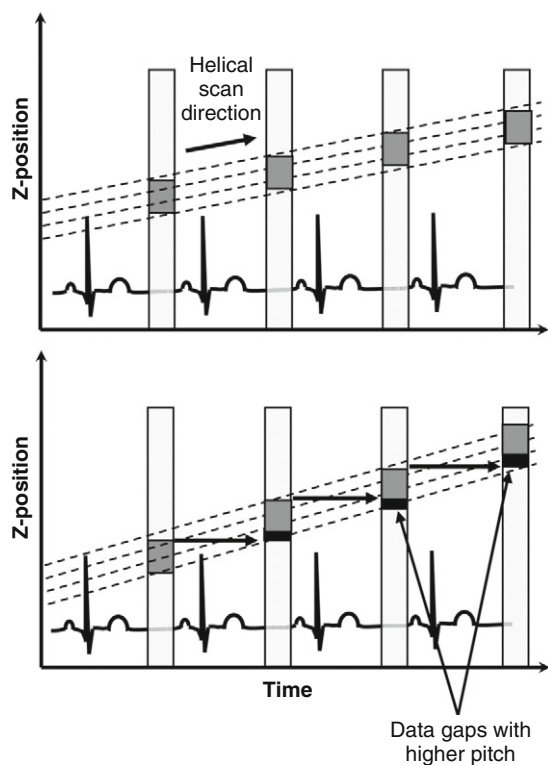 Z-position
Helical
scan
direction
Z-position
Time
Data gaps with
higher pitch